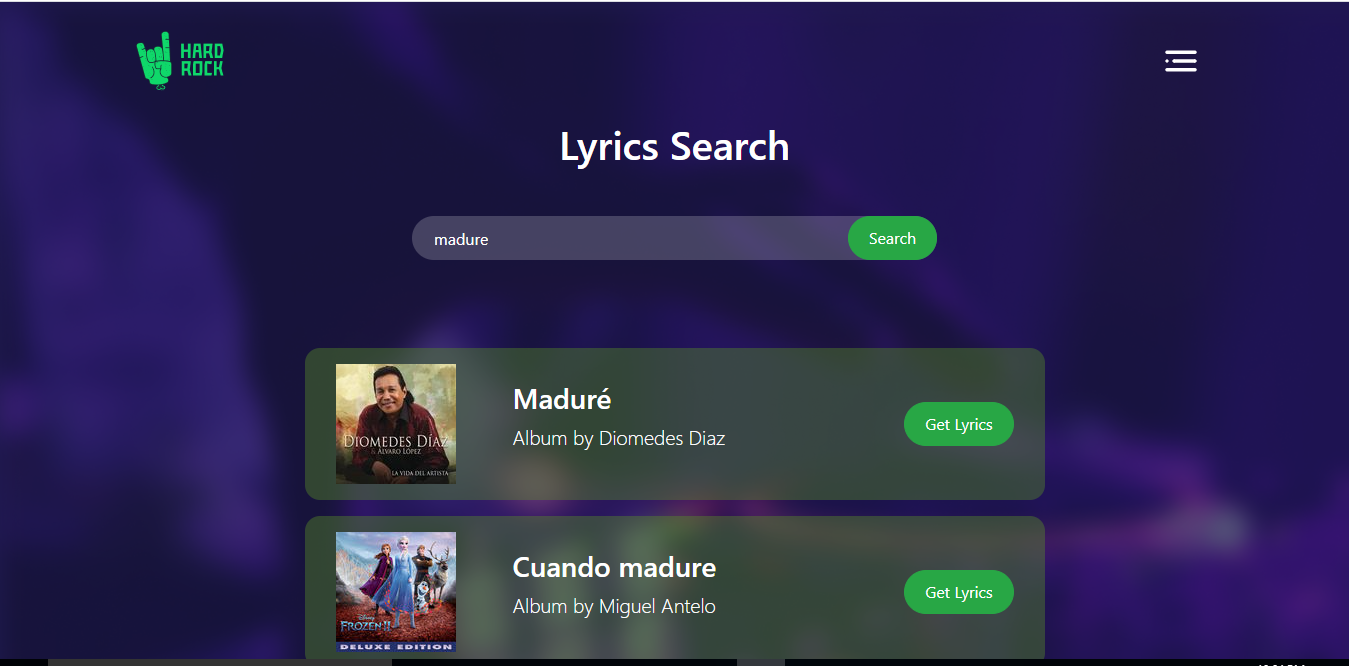 HARD
ROCK
Lyrics Search
madure
Search
DIOMEDES DÍAZ
& ALVARO LÓPEZ
LA VIDA DEL ARTISTA
Maduré
Album by Diomedes Diaz
Get Lyrics
Disney
FROZEN II
DELUXE EDITION
Cuando madure
Album by Miguel Antelo
Get Lyrics